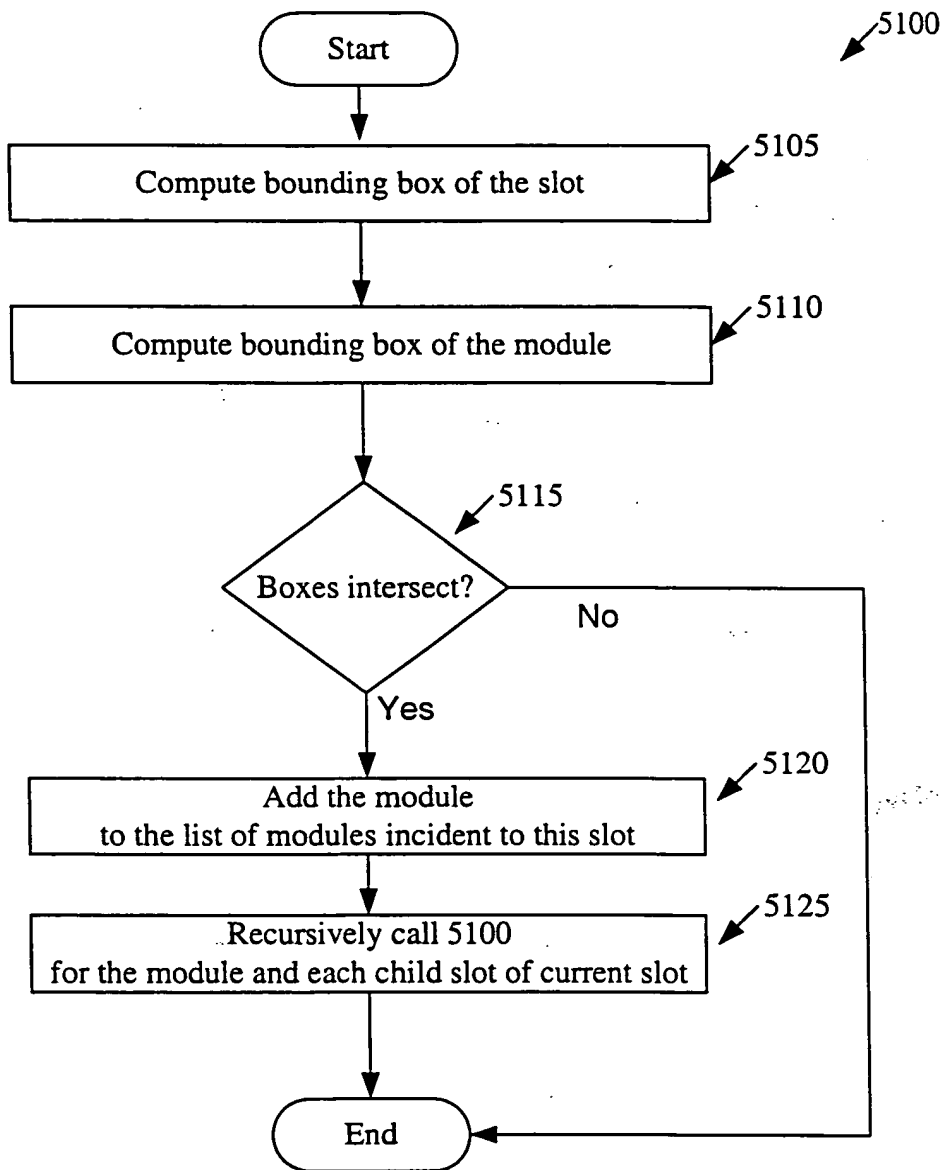 5100
Start
5105
Compute bounding box of the slot
5110
Compute bounding box of the module
5115
Boxes intersect?
No
Yes
5120
Add the module
to the list of modules incident to this slot
5125
Recursively call 5100
for the module and each child slot of current slot
End